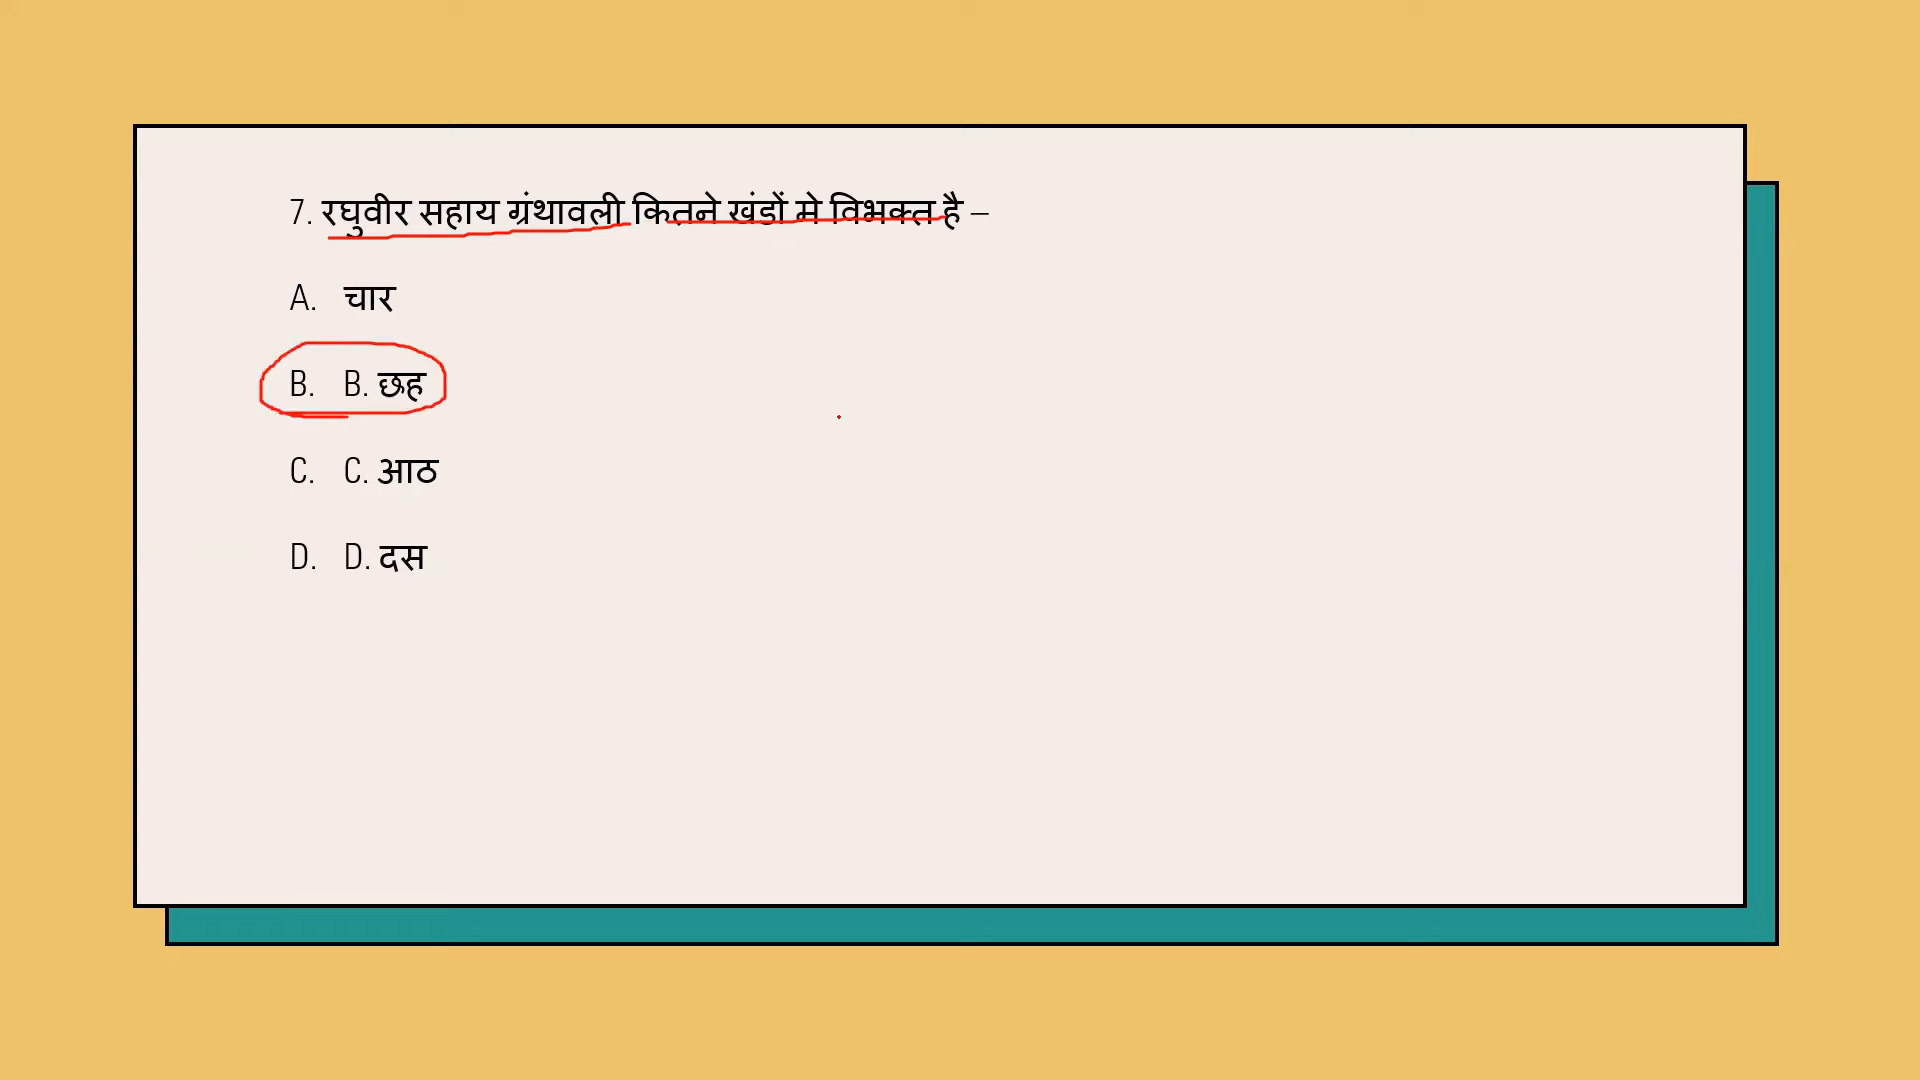 7. रघुवीर सहाय ग्रंथावली कितने खंडों मे विभक्त है –
A. चार
B. B. छह
C. C. आठ
D. D. दस